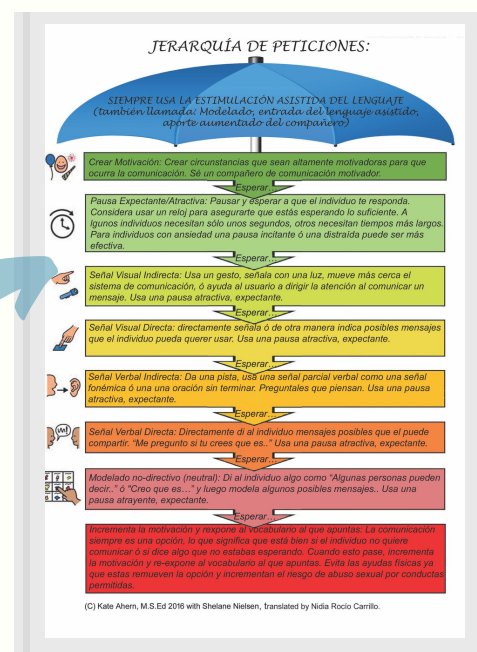 JERARQUÍA DE PETICIONES:
SIEMPRE USA LA ESTIMULACIÓN ASISTIDA DEL LENGUAJE
(también llamada: Modelado, entrada del lenguaje asistido,
aporte aumentado del compañero)
Crear Motivación: Crear circunstancias que sean altamente motivadoras para que
ocurra la comunicación. Sé un compañero de comunicación motivador.
Esperar...
Pausa Expectante/Atractiva: Pausar y esperar a que el individuo te responda.
Considera usar un reloj para asegurarte que estás esperando lo suficiente. A
lgunos individuos necesitan sólo unos segundos, otros necesitan tiempos más largos.
Para individuos con ansiedad una pausa incitante ó una distraída puede ser más
efectiva.
Esperar...
Señal Visual Indirecta: Usa un gesto, señala con una luz, mueve más cerca el
sistema de comunicación, ó ayuda al usuario a dirigir la atención al comunicar un
mensaje. Usa una pausa atractiva, expectante.
Esperar...
Señal Visual Directa: directamente señala ó de otra manera indica posibles mensajes
que el individuo pueda querer usar. Usa una pausa atractiva, expectante.
Esperar...
Señal Verbal Indirecta: Da una pista, usa una señal parcial verbal como una señal
fonémica ó una una oración sin terminar. Preguntales que piensan. Usa una pausa
atractiva, expectante.
Esperar...
Señal Verbal Directa: Directamente di al individuo mensajes posibles que el puede
compartir. "Me pregunto si tu crees que es.." Usa una pausa atractiva, expectante.
Esperar...
Modelado no-directivo (neutral): Di al individuo algo como "Algunas personas pueden
decir.." ó "Creo que es…" y luego modela algunos posibles mensajes.. Usa una
pausa atrayente, expectante.
Esperar...
Incrementa la motivación y rexpone al vocabulario al que apuntas: La comunicación
siempre es una opción, lo que significa que está bien si el individuo no quiere
comunicar ó si dice algo que no estabas esperando. Cuando esto pase, incrementa
la motivación y re-expone al vocabulario al que apuntas. Evita las ayudas físicas ya
que estas remueven la opción y incrementan el riesgo de abuso sexual por conductas
permitidas.
(C) Kate Ahern, M.S.Ed 2016 with Shelane Nielsen, translated by Nidia Rocío Carrillo.